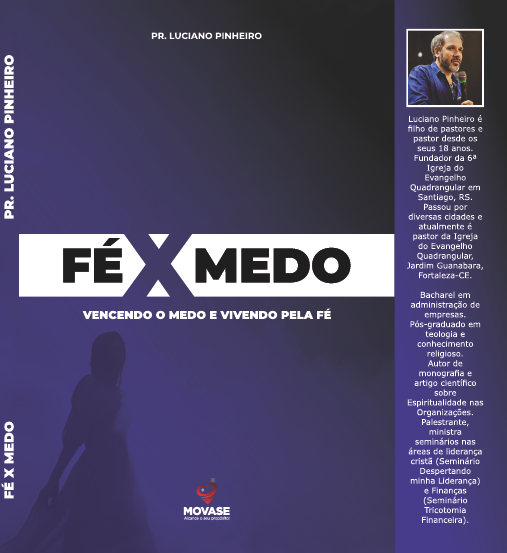 PR. LUCIANO PINHEIRO
FÉ X MEDO
PR. LUCIANO PINHEIRO
FÉ X MEDO
VENCENDO O MEDO E VIVENDO PELA FÉ
MOVASE
Alcance o seu propósito!
Luciano Pinheiro é
filho de pastores e
pastor desde os
seus 18 anos.
Fundador da 6ª
Igreja do
Evangelho
Quadrangular em
Santiago, RS.
Passou por
diversas cidades e
atualmente é
pastor da Igreja
do Evangelho
Quadrangular,
Jardim Guanabara,
Fortaleza-CE.
Bacharel em
administração de
empresas.
Pós-graduado em
teologia e
conhecimento
religioso.
Autor de
monografia e
artigo científico
sobre
Espiritualidade nas
Organizações.
Palestrante,
ministra
seminários nas
áreas de liderança
cristã (Seminário
Despertando
minha Liderança)
e Finanças
(Seminário
Tricotomia
Financeira).